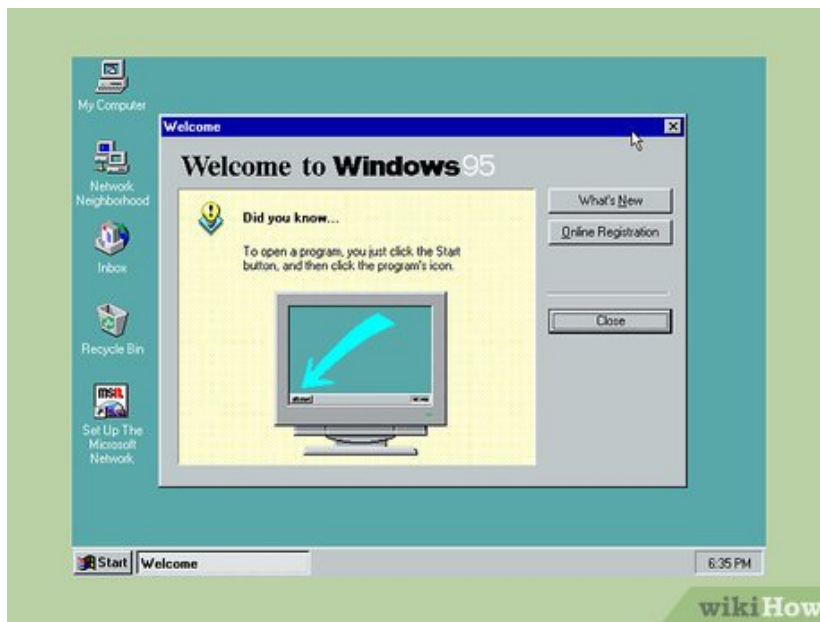 My Computer
Network
Neighborhood
Inbox
Recycle Bin
msn
Set Up The
Microsoft
Network
Welcome
Welcome to Windows 95
Did you know...
To open a program, you just click the Start
button, and then click the program's icon.
What's New
Online Registration
Close
Start
Welcome
6:35 PM
wikiHow